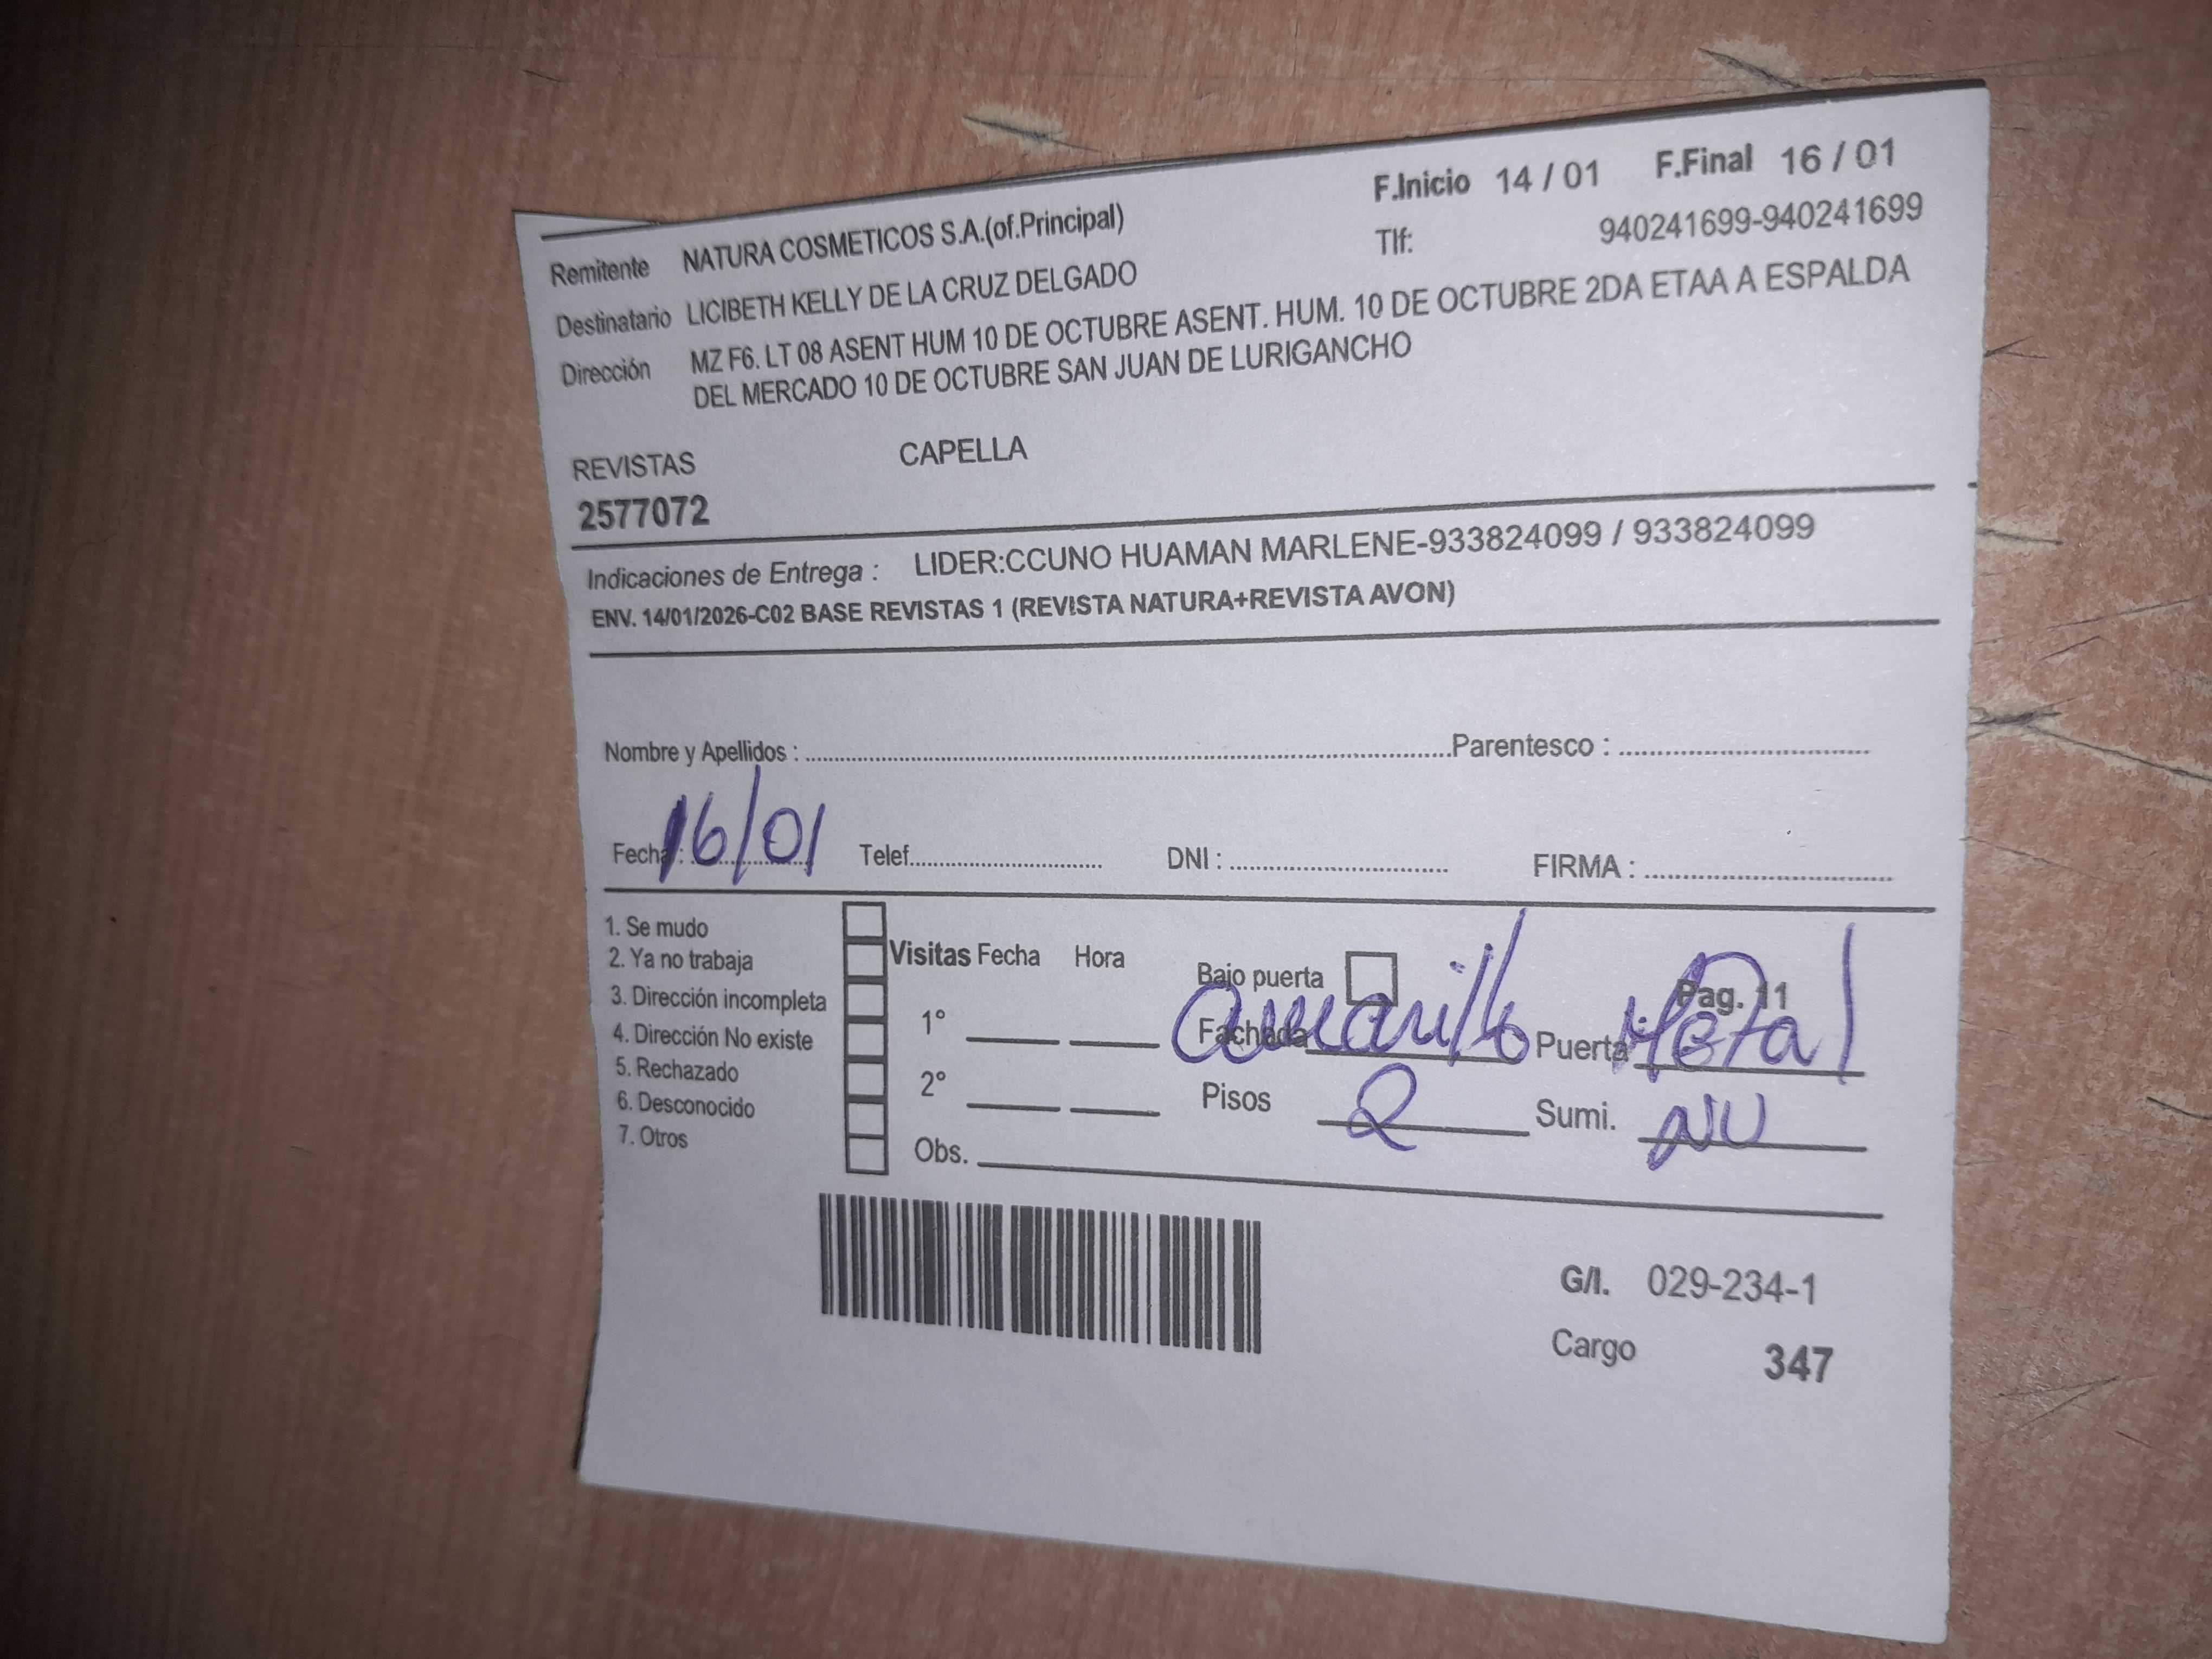 F.Inicio 14 / 01 F.Final 16 / 01
Remitente NATURA COSMETICOS S.A.(of.Principal) Tlf: 940241699-940241699
Destinatario LICIBETH KELLY DE LA CRUZ DELGADO
Dirección MZ F6. LT 08 ASENT HUM 10 DE OCTUBRE ASENT. HUM. 10 DE OCTUBRE 2DA ETAA A ESPALDA
DEL MERCADO 10 DE OCTUBRE SAN JUAN DE LURIGANCHO
REVISTAS CAPELLA
2577072
Indicaciones de Entrega : LIDER:CCUNO HUAMAN MARLENE-933824099 / 933824099
ENV. 14/01/2026-C02 BASE REVISTAS 1 (REVISTA NATURA+REVISTA AVON)
Nombre y Apellidos : Parentesco :
Fecha : 16/01 Telef. DNI : FIRMA :
1. Se mudo
2. Ya no trabaja
3. Dirección incompleta
4. Dirección No existe
5. Rechazado
6. Desconocido
7. Otros
Visitas Fecha Hora
1°
2°
Obs.
Bajo puerta Pag. 11
Fachada amarillo Puerta Metal
Pisos 2 Sumi. NU
G/I. 029-234-1
Cargo 347